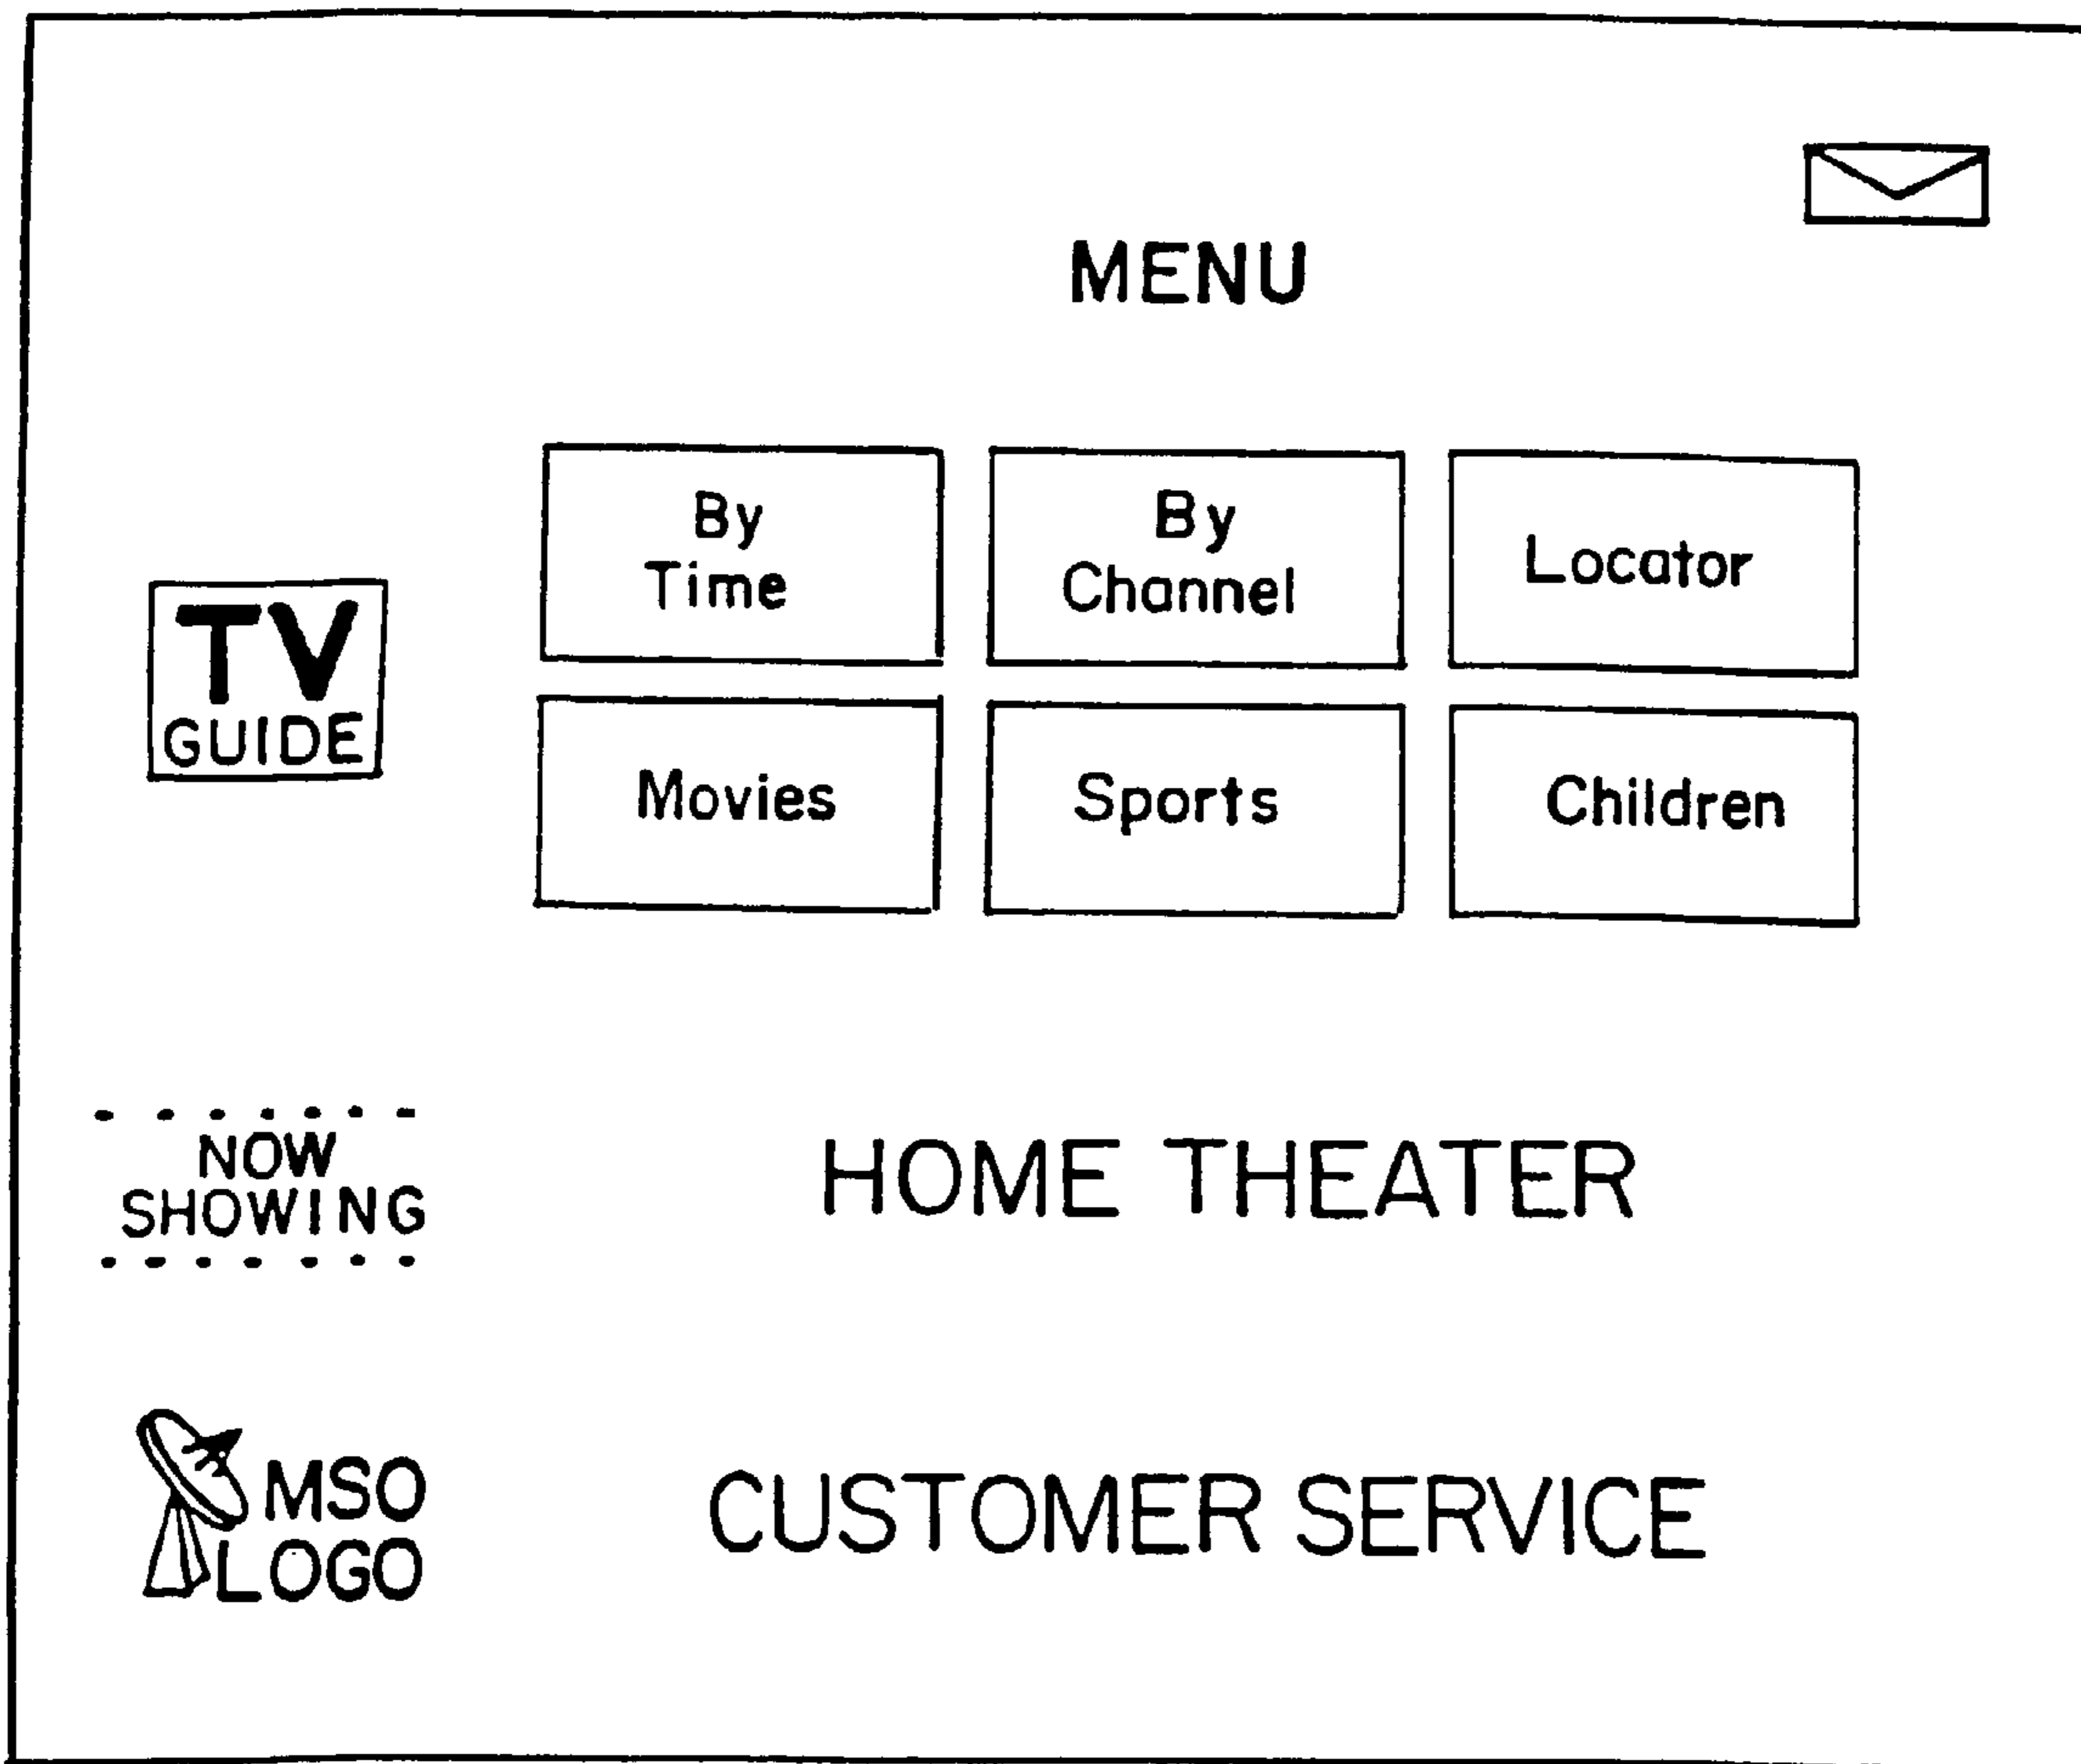 MENU
TV
GUIDE
By
Time
By
Channel
Locator
Movies
Sports
Children
NOW
SHOWING
HOME THEATER
MSO
LOGO
CUSTOMER SERVICE